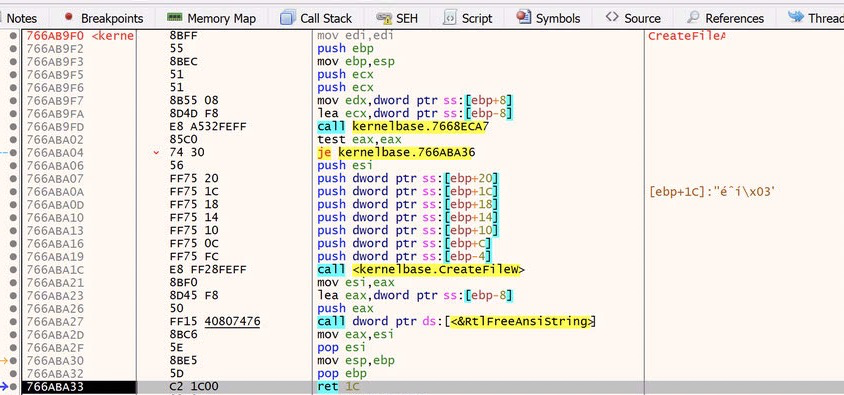 Notes Breakpoints Memory Map Call Stack SEH Script Symbols Source References Thread
766AB9F0 <kerne 8BFF mov edi,edi CreateFileA
766AB9F2 55 push ebp
766AB9F3 8BEC mov ebp,esp
766AB9F5 51 push ecx
766AB9F6 51 push ecx
766AB9F7 8B55 08 mov edx,dword ptr ss:[ebp+8]
766AB9FA 8D4D F8 lea ecx,dword ptr ss:[ebp-8]
766AB9FD E8 A532FEFF call kernelbase.7668ECA7
766ABA02 85C0 test eax,eax
766ABA04 74 30 je kernelbase.766ABA36
766ABA06 56 push esi
766ABA07 FF75 20 push dword ptr ss:[ebp+20]
766ABA0A FF75 1C push dword ptr ss:[ebp+1C] [ebp+1C]:"éˆí\x03"
766ABA0D FF75 18 push dword ptr ss:[ebp+18]
766ABA10 FF75 14 push dword ptr ss:[ebp+14]
766ABA13 FF75 10 push dword ptr ss:[ebp+10]
766ABA16 FF75 0C push dword ptr ss:[ebp+C]
766ABA19 FF75 FC push dword ptr ss:[ebp-4]
766ABA1C E8 FF28FEFF call <kernelbase.CreateFileW>
766ABA21 8BF0 mov esi,eax
766ABA23 8D45 F8 lea eax,dword ptr ss:[ebp-8]
766ABA26 50 push eax
766ABA27 FF15 40807476 call dword ptr ds:[<&RtlFreeAnsiString>]
766ABA2D 8BC6 mov eax,esi
766ABA2F 5E pop esi
766ABA30 8BE5 mov esp,ebp
766ABA32 5D pop ebp
766ABA33 C2 1C00 ret 1C